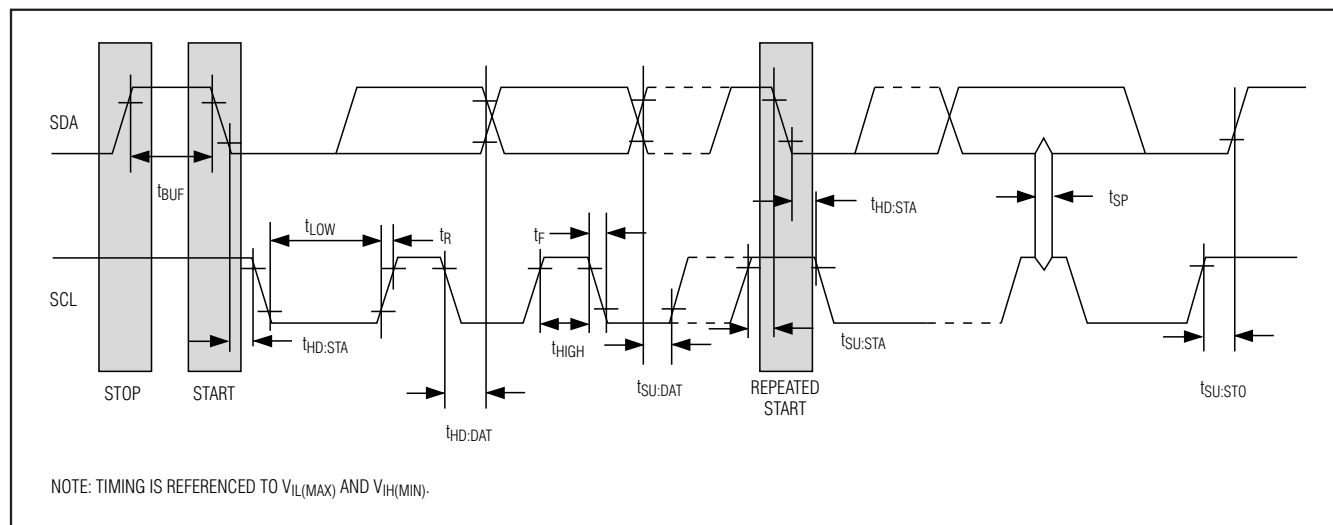 SDA
tBUF
tLOW
tR
tF
tHD:STA
tSP
SCL
tHD:STA
tHIGH
tSU:STA
tSU:DAT
tSU:STO
STOP
START
REPEATED
START
tHD:DAT
NOTE: TIMING IS REFERENCED TO VIL(MAX) AND VIH(MIN).